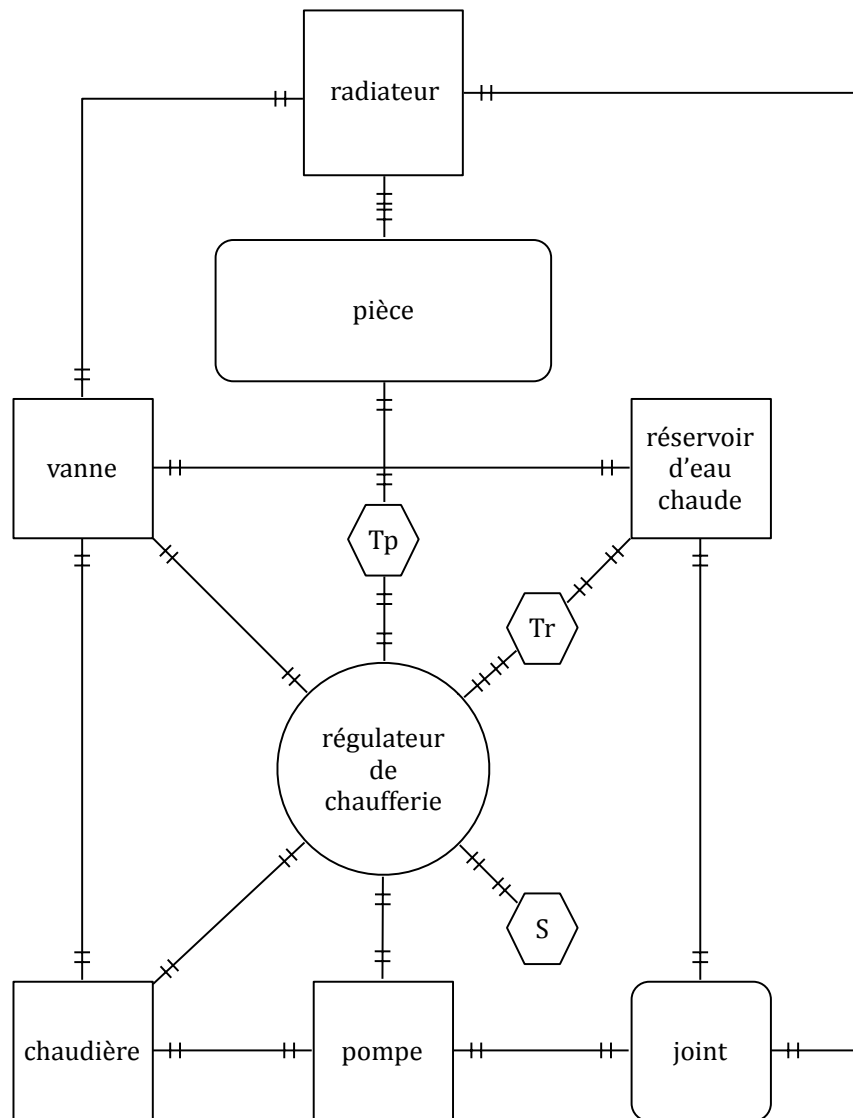 radiateur
pièce
vanne
réservoir
d’eau
chaude
Tp
Tr
régulateur
de
chaufferie
S
chaudière
pompe
joint